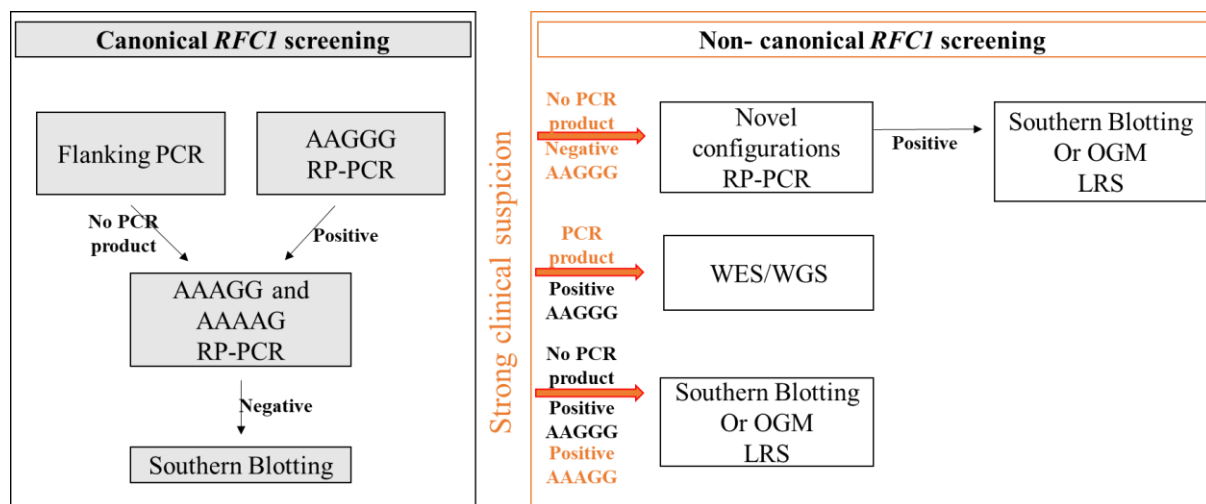 Canonical RFC1 screening
Flanking PCR
AAGGG
RP-PCR
No PCR
product
Positive
AAAGG and
AAAAG
RP-PCR
Negative
Southern Blotting
Strong clinical suspicion
Non- canonical RFC1 screening
No PCR
product
Negative
AAGGG
Novel
configurations
RP-PCR
Positive
Southern Blotting
Or OGM
LRS
PCR
product
Positive
AAGGG
WES/WGS
No PCR
product
Positive
AAGGG
Positive
AAAGG
Southern Blotting
Or OGM
LRS